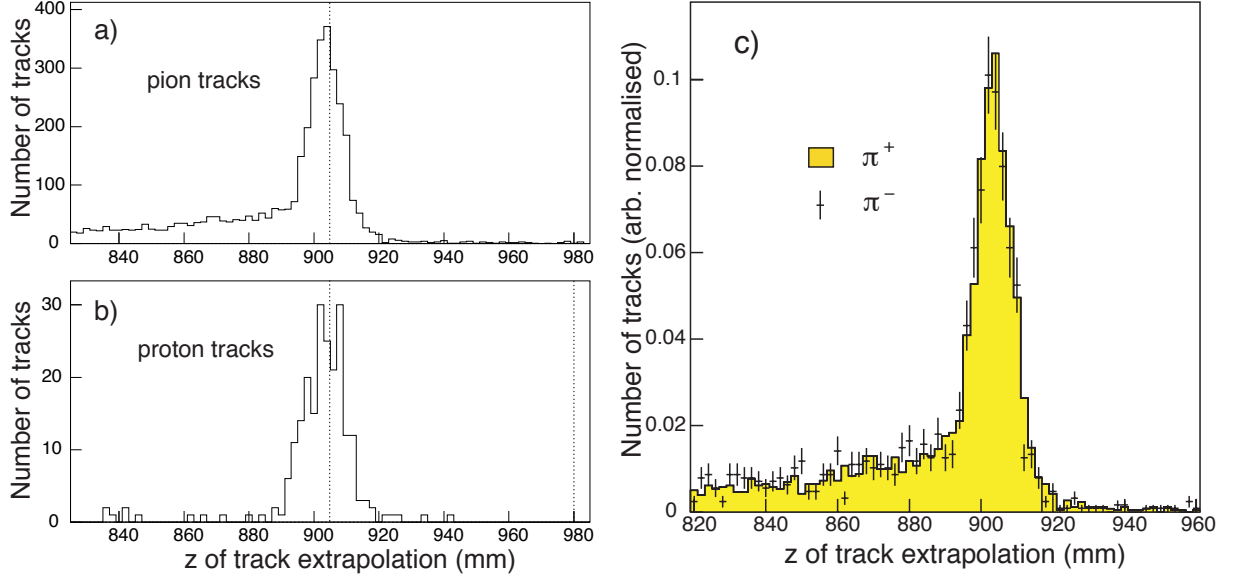 a)
pion tracks
Number of tracks
400
300
200
100
0
840 860 880 900 920 940 960 980
b)
proton tracks
Number of tracks
30
20
10
0
840 860 880 900 920 940 960 980
z of track extrapolation (mm)
c)
π+
π−
Number of tracks (arb. normalised)
0.1
0.08
0.06
0.04
0.02
0
820 840 860 880 900 920 940 960
z of track extrapolation (mm)